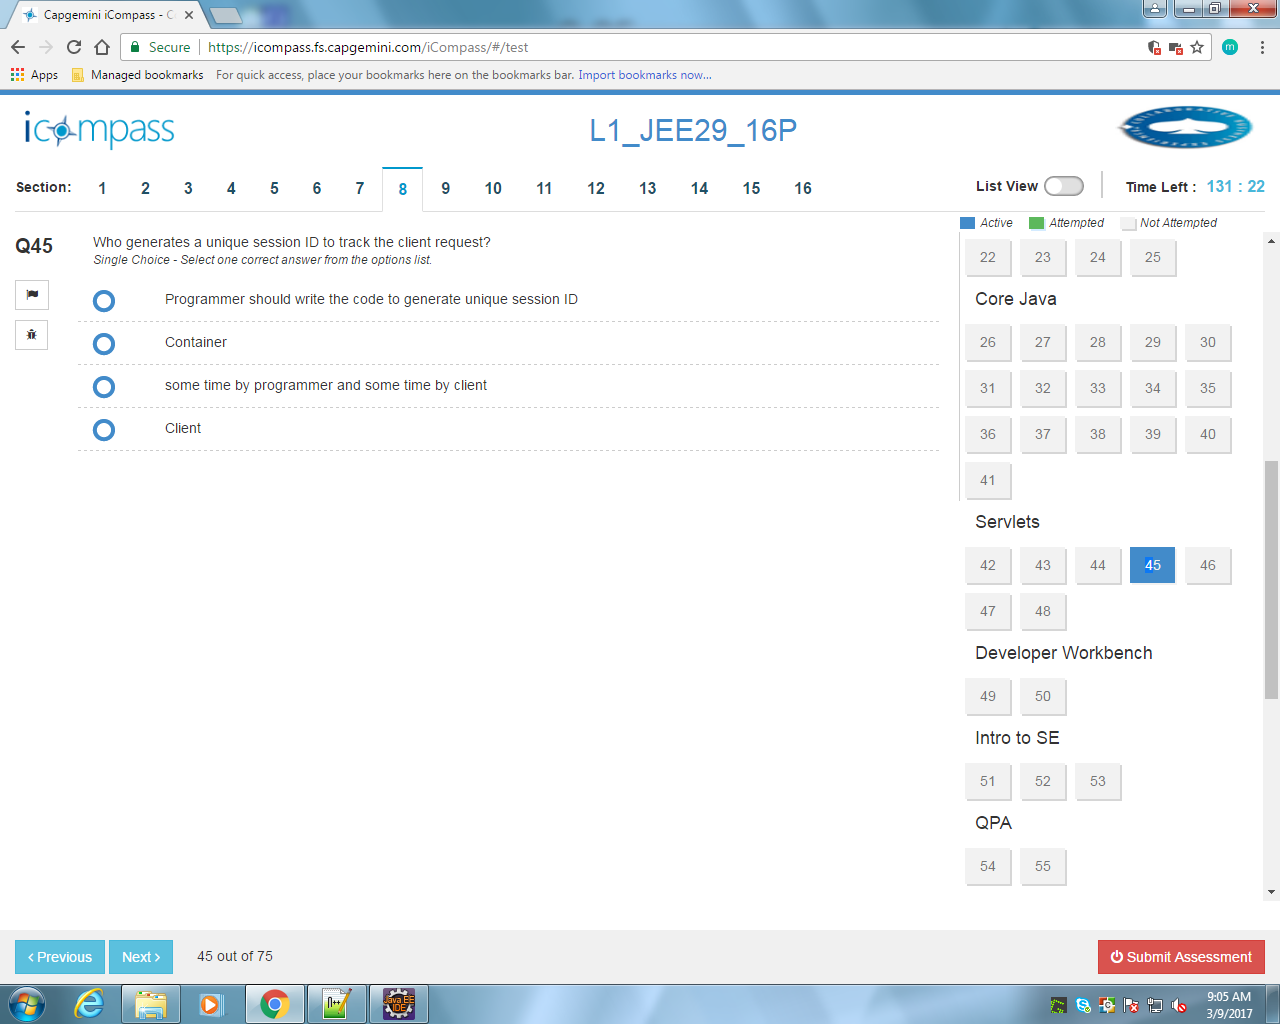 Capgemini iCompass - C
Secure https://icompass.fs.capgemini.com/iCompass/#/test
m
Apps Managed bookmarks For quick access, place your bookmarks here on the bookmarks bar. Import bookmarks now...
icompass
L1_JEE29_16P
Section: 1 2 3 4 5 6 7 8 9 10 11 12 13 14 15 16
List View Time Left : 131 : 22
Active Attempted Not Attempted
Q45
Who generates a unique session ID to track the client request?
Single Choice - Select one correct answer from the options list.
Programmer should write the code to generate unique session ID
Container
some time by programmer and some time by client
Client
22 23 24 25
Core Java
26 27 28 29 30
31 32 33 34 35
36 37 38 39 40
41
Servlets
42 43 44 45 46
47 48
Developer Workbench
49 50
Intro to SE
51 52 53
QPA
54 55
‹ Previous Next › 45 out of 75
Submit Assessment
Java EE
IDE
9:05 AM
3/9/2017